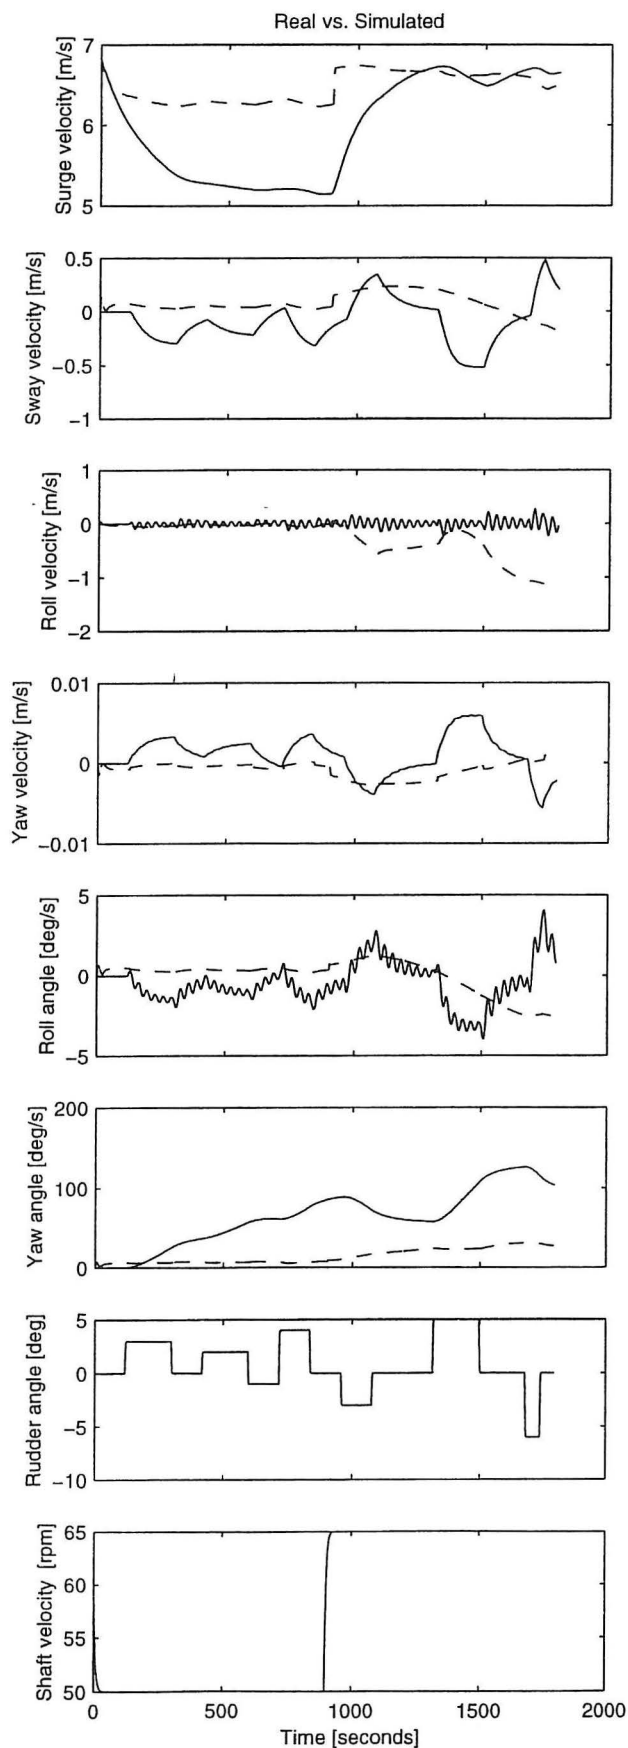 Real vs. Simulated
Surge velocity [m/s]
7
6
5
Sway velocity [m/s]
0.5
0
−0.5
−1
Roll velocity [m/s]
1
0
−1
−2
Yaw velocity [m/s]
0.01
0
−0.01
Roll angle [deg/s]
5
0
−5
Yaw angle [deg/s]
200
100
0
Rudder angle [deg]
5
0
−5
−10
Shaft velocity [rpm]
65
60
55
50
0 500 1000 1500 2000
Time [seconds]